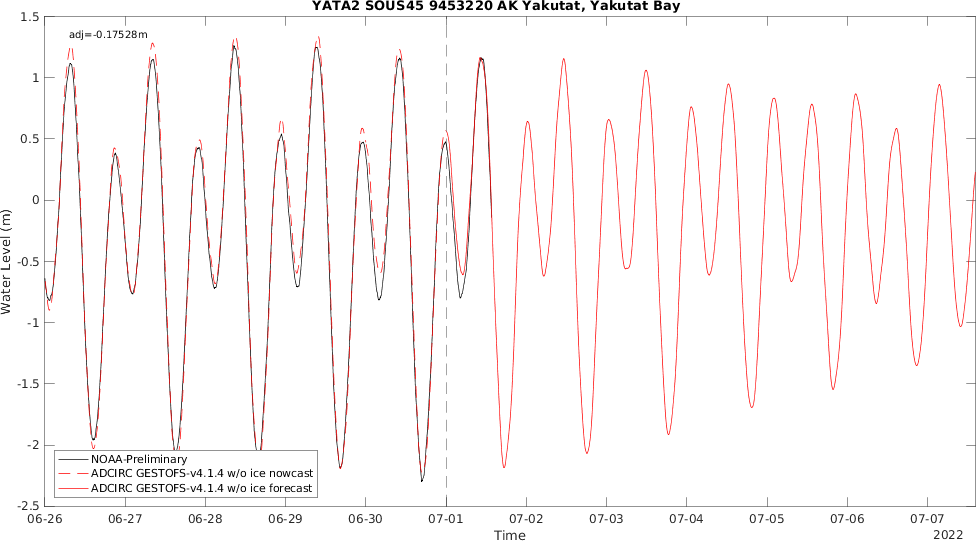 YATA2 SOUS45 9453220 AK Yakutat, Yakutat Bay
adj=-0.17528m
1.5
1
0.5
0
-0.5
-1
-1.5
-2
-2.5
Water Level (m)
NOAA-Preliminary
ADCIRC GESTOFS-v4.1.4 w/o ice nowcast
ADCIRC GESTOFS-v4.1.4 w/o ice forecast
06-26 06-27 06-28 06-29 06-30 07-01 07-02 07-03 07-04 07-05 07-06 07-07
Time
2022